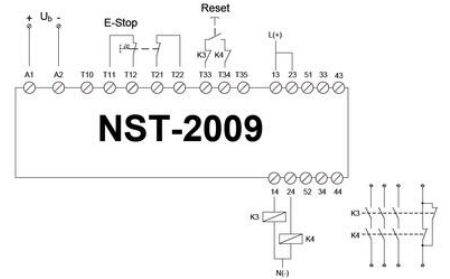 Reset
+ Ub -
E-Stop
L(+)
K3 K4
A1 A2 T10 T11 T12 T21 T22 T33 T34 T35 13 23 51 33 43
NST-2009
14 24 52 34 44
K3
K4
N(-)
K3
K4